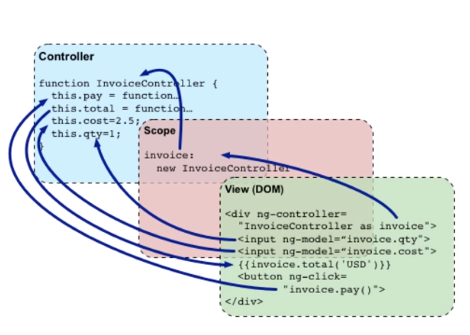 Controller
function InvoiceController {
this.pay = function…
this.total = function…
this.cost=2.5;
this.qty=1;
}
Scope
invoice:
new InvoiceController
View (DOM)
<div ng-controller=
"InvoiceController as invoice">
<input ng-model="invoice.qty">
<input ng-model="invoice.cost">
{{invoice.total('USD')}}
<button ng-click=
"invoice.pay()">
</div>